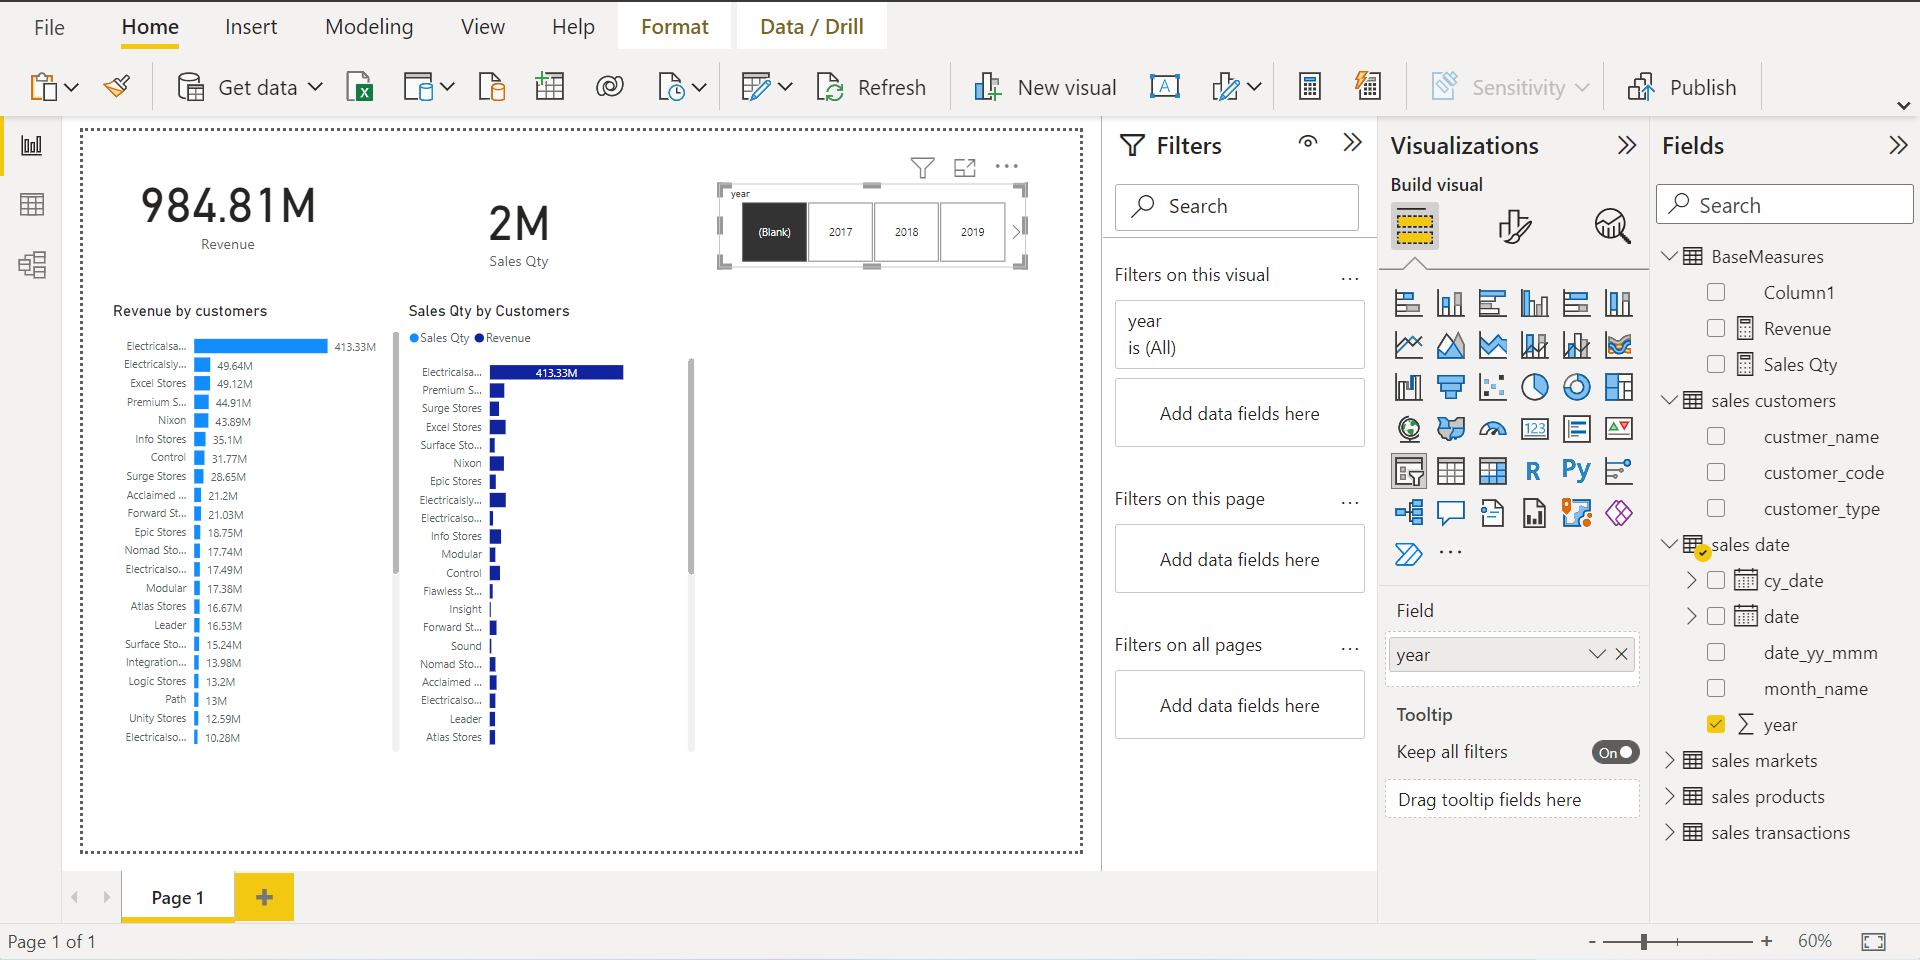 File Home Insert Modeling View Help Format Data / Drill
Get data X Refresh New visual A Sensitivity Publish
984.81M
Revenue
2M
Sales Qty
year
(Blank) 2017 2018 2019
Revenue by customers
Electricalsa... 413.33M
Electricalsly... 49.64M
Excel Stores 49.12M
Premium S... 44.91M
Nixon 43.89M
Info Stores 35.1M
Control 31.77M
Surge Stores 28.65M
Acclaimed ... 21.2M
Forward St... 21.03M
Epic Stores 18.75M
Nomad Sto... 17.74M
Electricalso... 17.49M
Modular 17.38M
Atlas Stores 16.67M
Leader 16.53M
Surface Sto... 15.24M
Integration... 13.98M
Logic Stores 13.2M
Path 13M
Unity Stores 12.59M
Electricalso... 10.28M
Sales Qty by Customers
Sales Qty Revenue
Electricalsa... 413.33M
Premium S...
Surge Stores
Excel Stores
Surface Sto...
Nixon
Epic Stores
Electricalsly...
Electricalso...
Info Stores
Modular
Control
Flawless St...
Insight
Forward St...
Sound
Nomad Sto...
Acclaimed ...
Electricalso...
Leader
Atlas Stores
Filters
Search
Filters on this visual ...
year
is (All)
Add data fields here
Filters on this page ...
Add data fields here
Filters on all pages ...
Add data fields here
Visualizations
Build visual
123
R Py
...
Field
year
Tooltip
Keep all filters On
Drag tooltip fields here
Fields
Search
BaseMeasures
Column1
Revenue
Sales Qty
sales customers
custmer_name
customer_code
customer_type
sales date
cy_date
date
date_yy_mmm
month_name
∑ year
sales markets
sales products
sales transactions
Page 1 +
Page 1 of 1
- + 60%